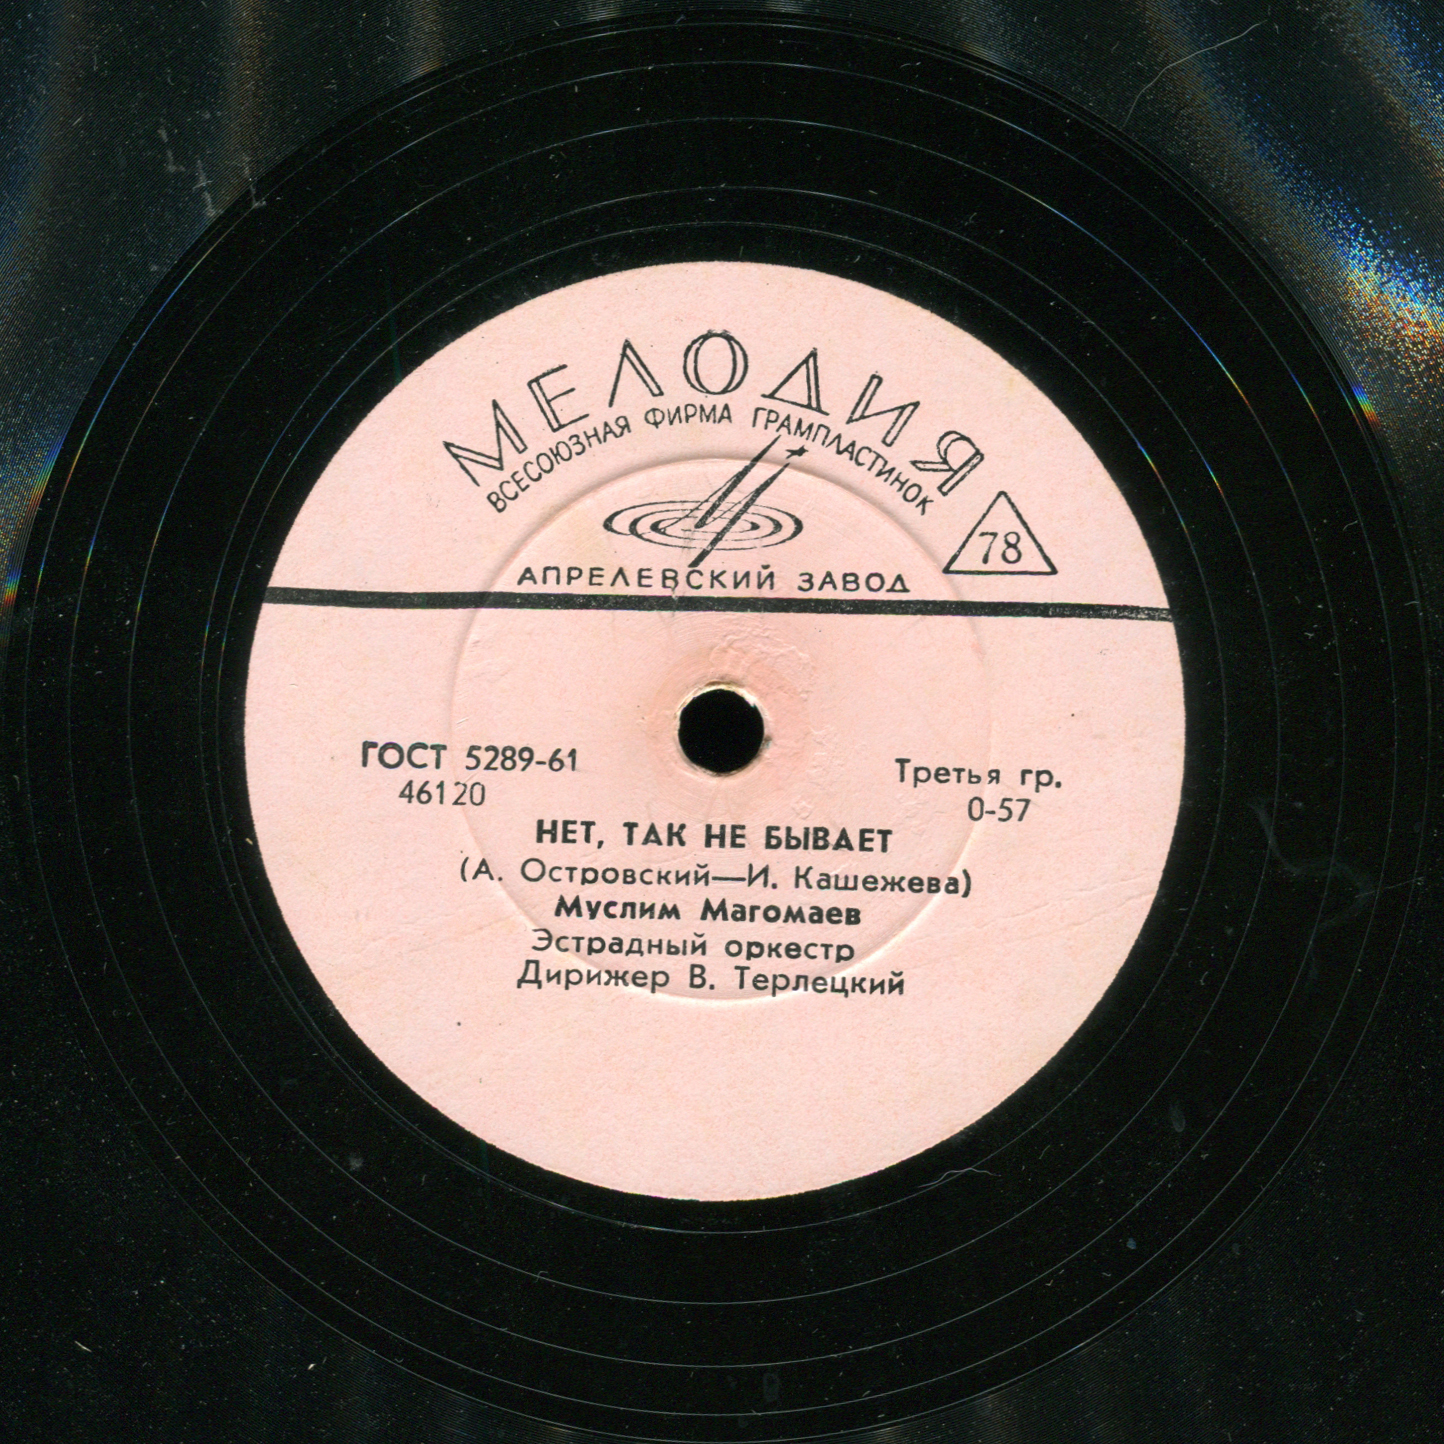 МЕЛОДИЯ
ВСЕСОЮЗНАЯ ФИРМА ГРАМПЛАСТИНОК
78
АПРЕЛЕВСКИЙ ЗАВОД
ГОСТ 5289-61
46120
Третья гр.
0-57
НЕТ, ТАК НЕ БЫВАЕТ
(А. Островский—И. Кашежева)
Муслим Магомаев
Эстрадный оркестр
Дирижер В. Терлецкий